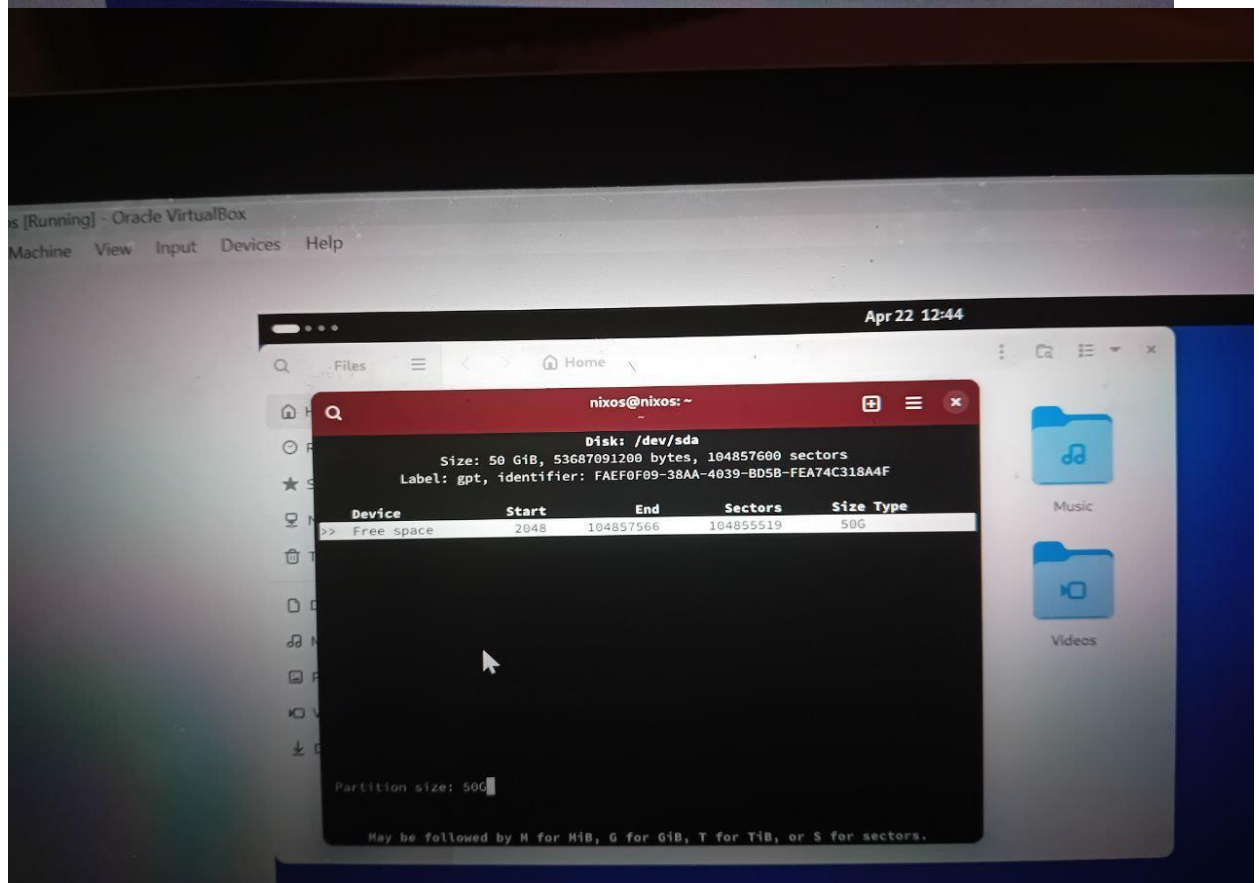 os [Running] - Oracle VirtualBox
Machine View Input Devices Help
Apr 22 12:44
Files
Home
nixos@nixos: ~
~
Disk: /dev/sda
Size: 50 GiB, 53687091200 bytes, 104857600 sectors
Label: gpt, identifier: FAEF0F09-38AA-4039-BD5B-FEA74C318A4F
Device Start End Sectors Size Type
>> Free space 2048 104857566 104855519 50G
Music
Videos
Partition size: 50G
May be followed by M for MiB, G for GiB, T for TiB, or S for sectors.